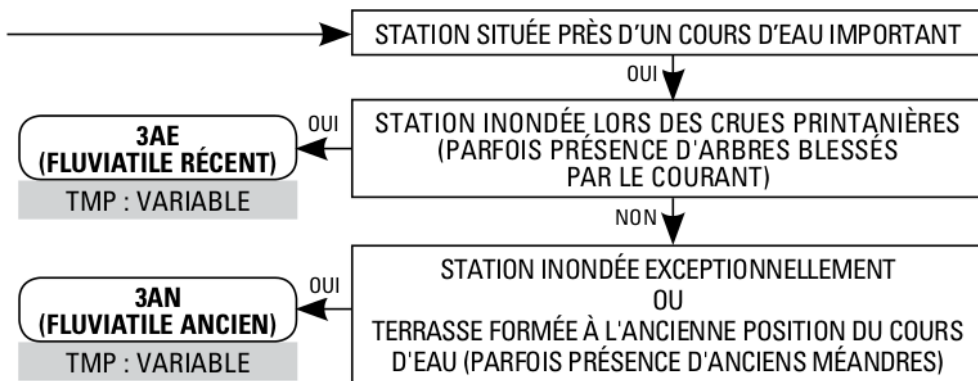 STATION SITUÉE PRÈS D'UN COURS D'EAU IMPORTANT
OUI
STATION INONDÉE LORS DES CRUES PRINTANIÈRES
(PARFOIS PRÉSENCE D'ARBRES BLESSÉS
PAR LE COURANT)
OUI
3AE
(FLUVIATILE RÉCENT)
TMP : VARIABLE
NON
STATION INONDÉE EXCEPTIONNELLEMENT
OU
TERRASSE FORMÉE À L'ANCIENNE POSITION DU COURS
D'EAU (PARFOIS PRÉSENCE D'ANCIENS MÉANDRES)
OUI
3AN
(FLUVIATILE ANCIEN)
TMP : VARIABLE